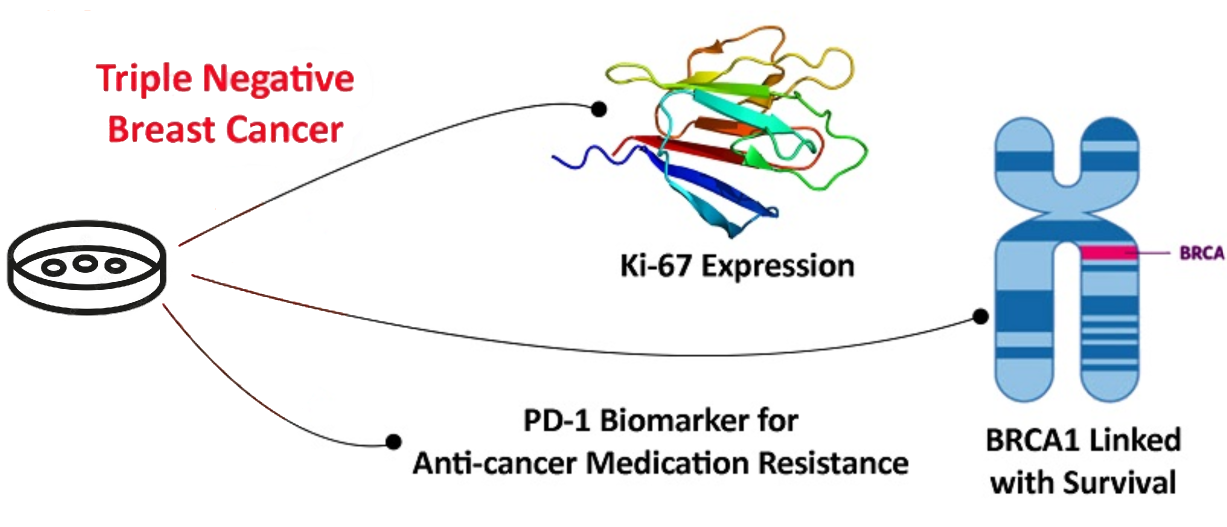 Triple Negative
Breast Cancer
Ki-67 Expression
BRCA
PD-1 Biomarker for
Anti-cancer Medication Resistance
BRCA1 Linked
with Survival